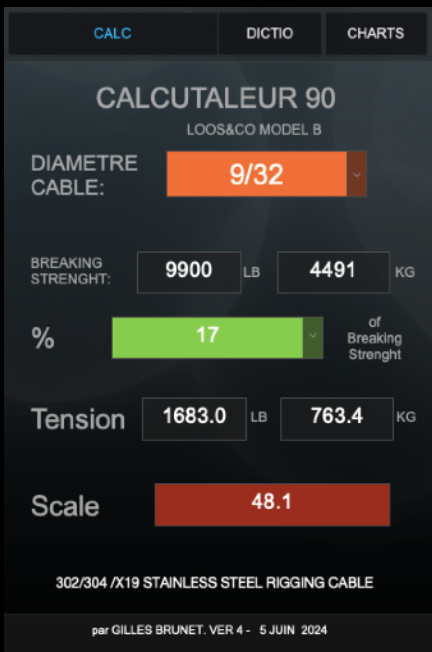 CALC DICTIO CHARTS
CALCUTALEUR 90
LOOS&CO MODEL B
DIAMETRE
CABLE:
9/32
BREAKING
STRENGHT:
9900 LB 4491 KG
% 17
of
Breaking
Strenght
Tension 1683.0 LB 763.4 KG
Scale 48.1
302/304 /X19 STAINLESS STEEL RIGGING CABLE
par GILLES BRUNET. VER 4 - 5 JUIN 2024